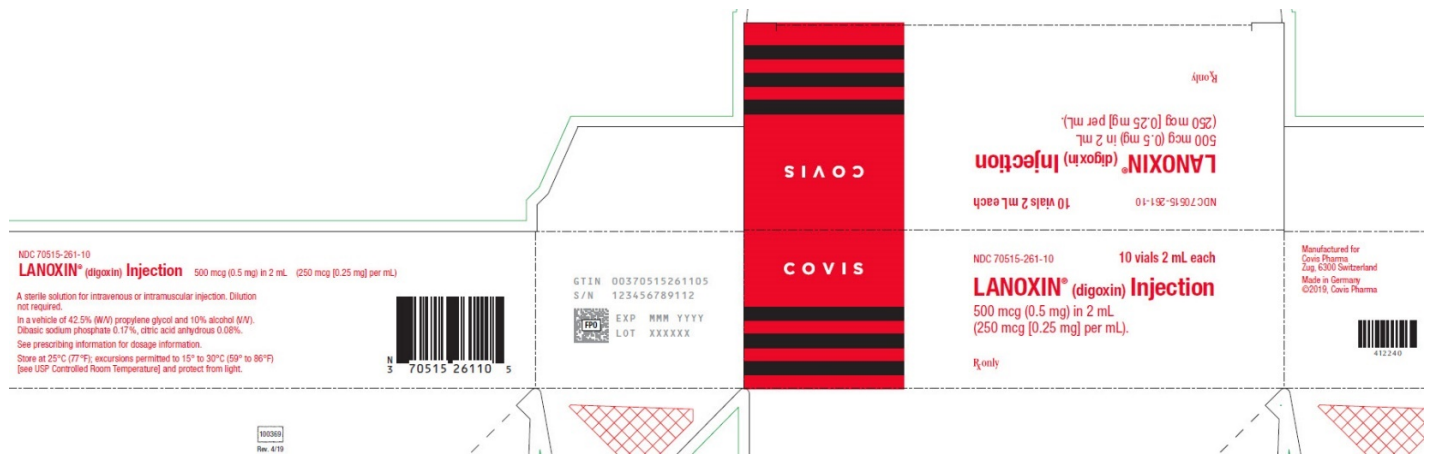 NDC 70515-261-10
LANOXIN® (digoxin) Injection 500 mcg (0.5 mg) in 2 mL (250 mcg [0.25 mg] per mL)
A sterile solution for intravenous or intramuscular injection. Dilution
not required.
In a vehicle of 42.5% (W/V) propylene glycol and 10% alcohol (V/V).
Dibasic sodium phosphate 0.17%, citric acid anhydrous 0.08%.
See prescribing information for dosage information.
Store at 25°C (77°F); excursions permitted to 15° to 30°C (59° to 86°F)
[see USP Controlled Room Temperature] and protect from light.
N
3 70515 26110 5
100369
Rev. 4/19
GTIN 00370515261105
S/N 123456789112
FPO
EXP MMM YYYY
LOT XXXXXX
COVIS
COVIS
Rx only
(250 mcg [0.25 mg] per mL).
500 mcg (0.5 mg) in 2 mL
LANOXIN® (digoxin) Injection
NDC 70515-261-10 10 vials 2 mL each
NDC 70515-261-10 10 vials 2 mL each
LANOXIN® (digoxin) Injection
500 mcg (0.5 mg) in 2 mL
(250 mcg [0.25 mg] per mL).
Rx only
Manufactured for
Covis Pharma
Zug, 6300 Switzerland
Made in Germany
©2019, Covis Pharma
412240